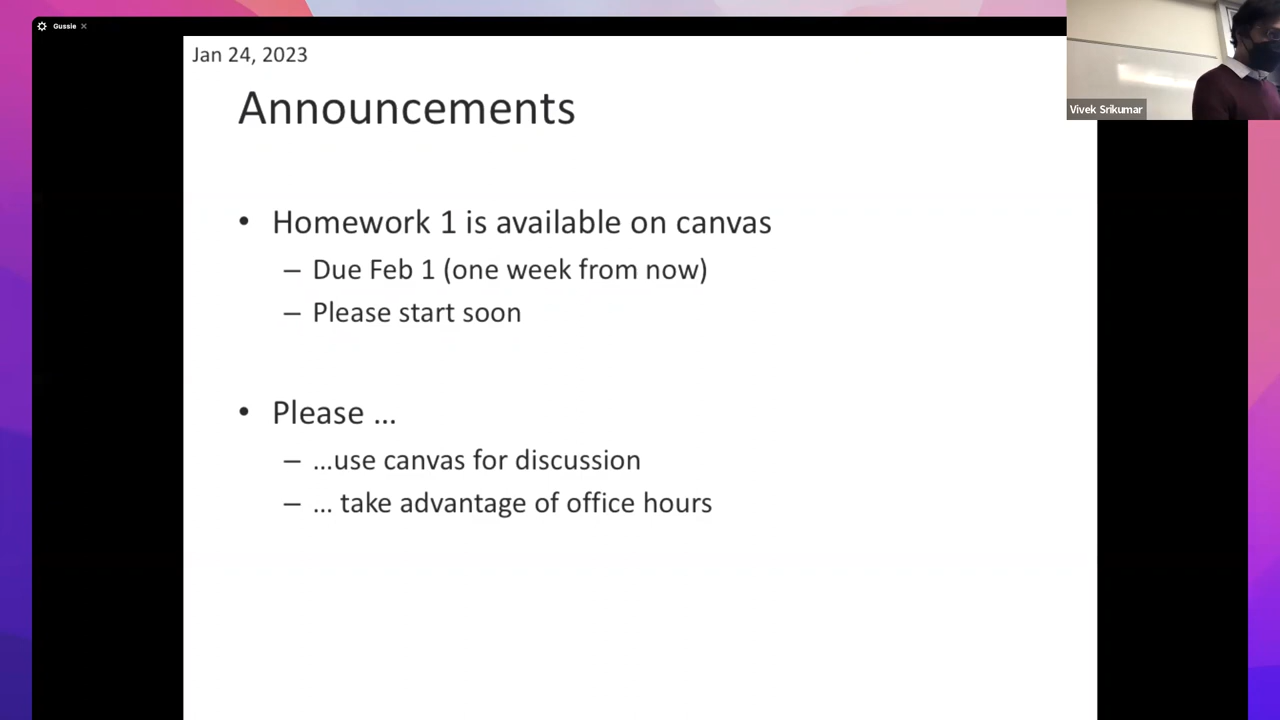 Gussie
Jan 24, 2023
Vivek Srikumar
Announcements
• Homework 1 is available on canvas
– Due Feb 1 (one week from now)
– Please start soon
• Please …
– …use canvas for discussion
– … take advantage of office hours